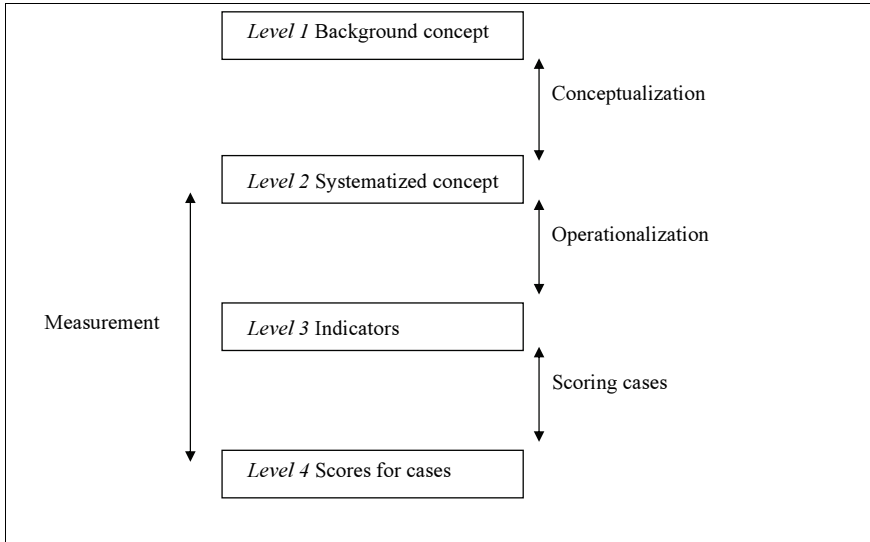 Level 1 Background concept
Conceptualization
Level 2 Systematized concept
Operationalization
Measurement
Level 3 Indicators
Scoring cases
Level 4 Scores for cases